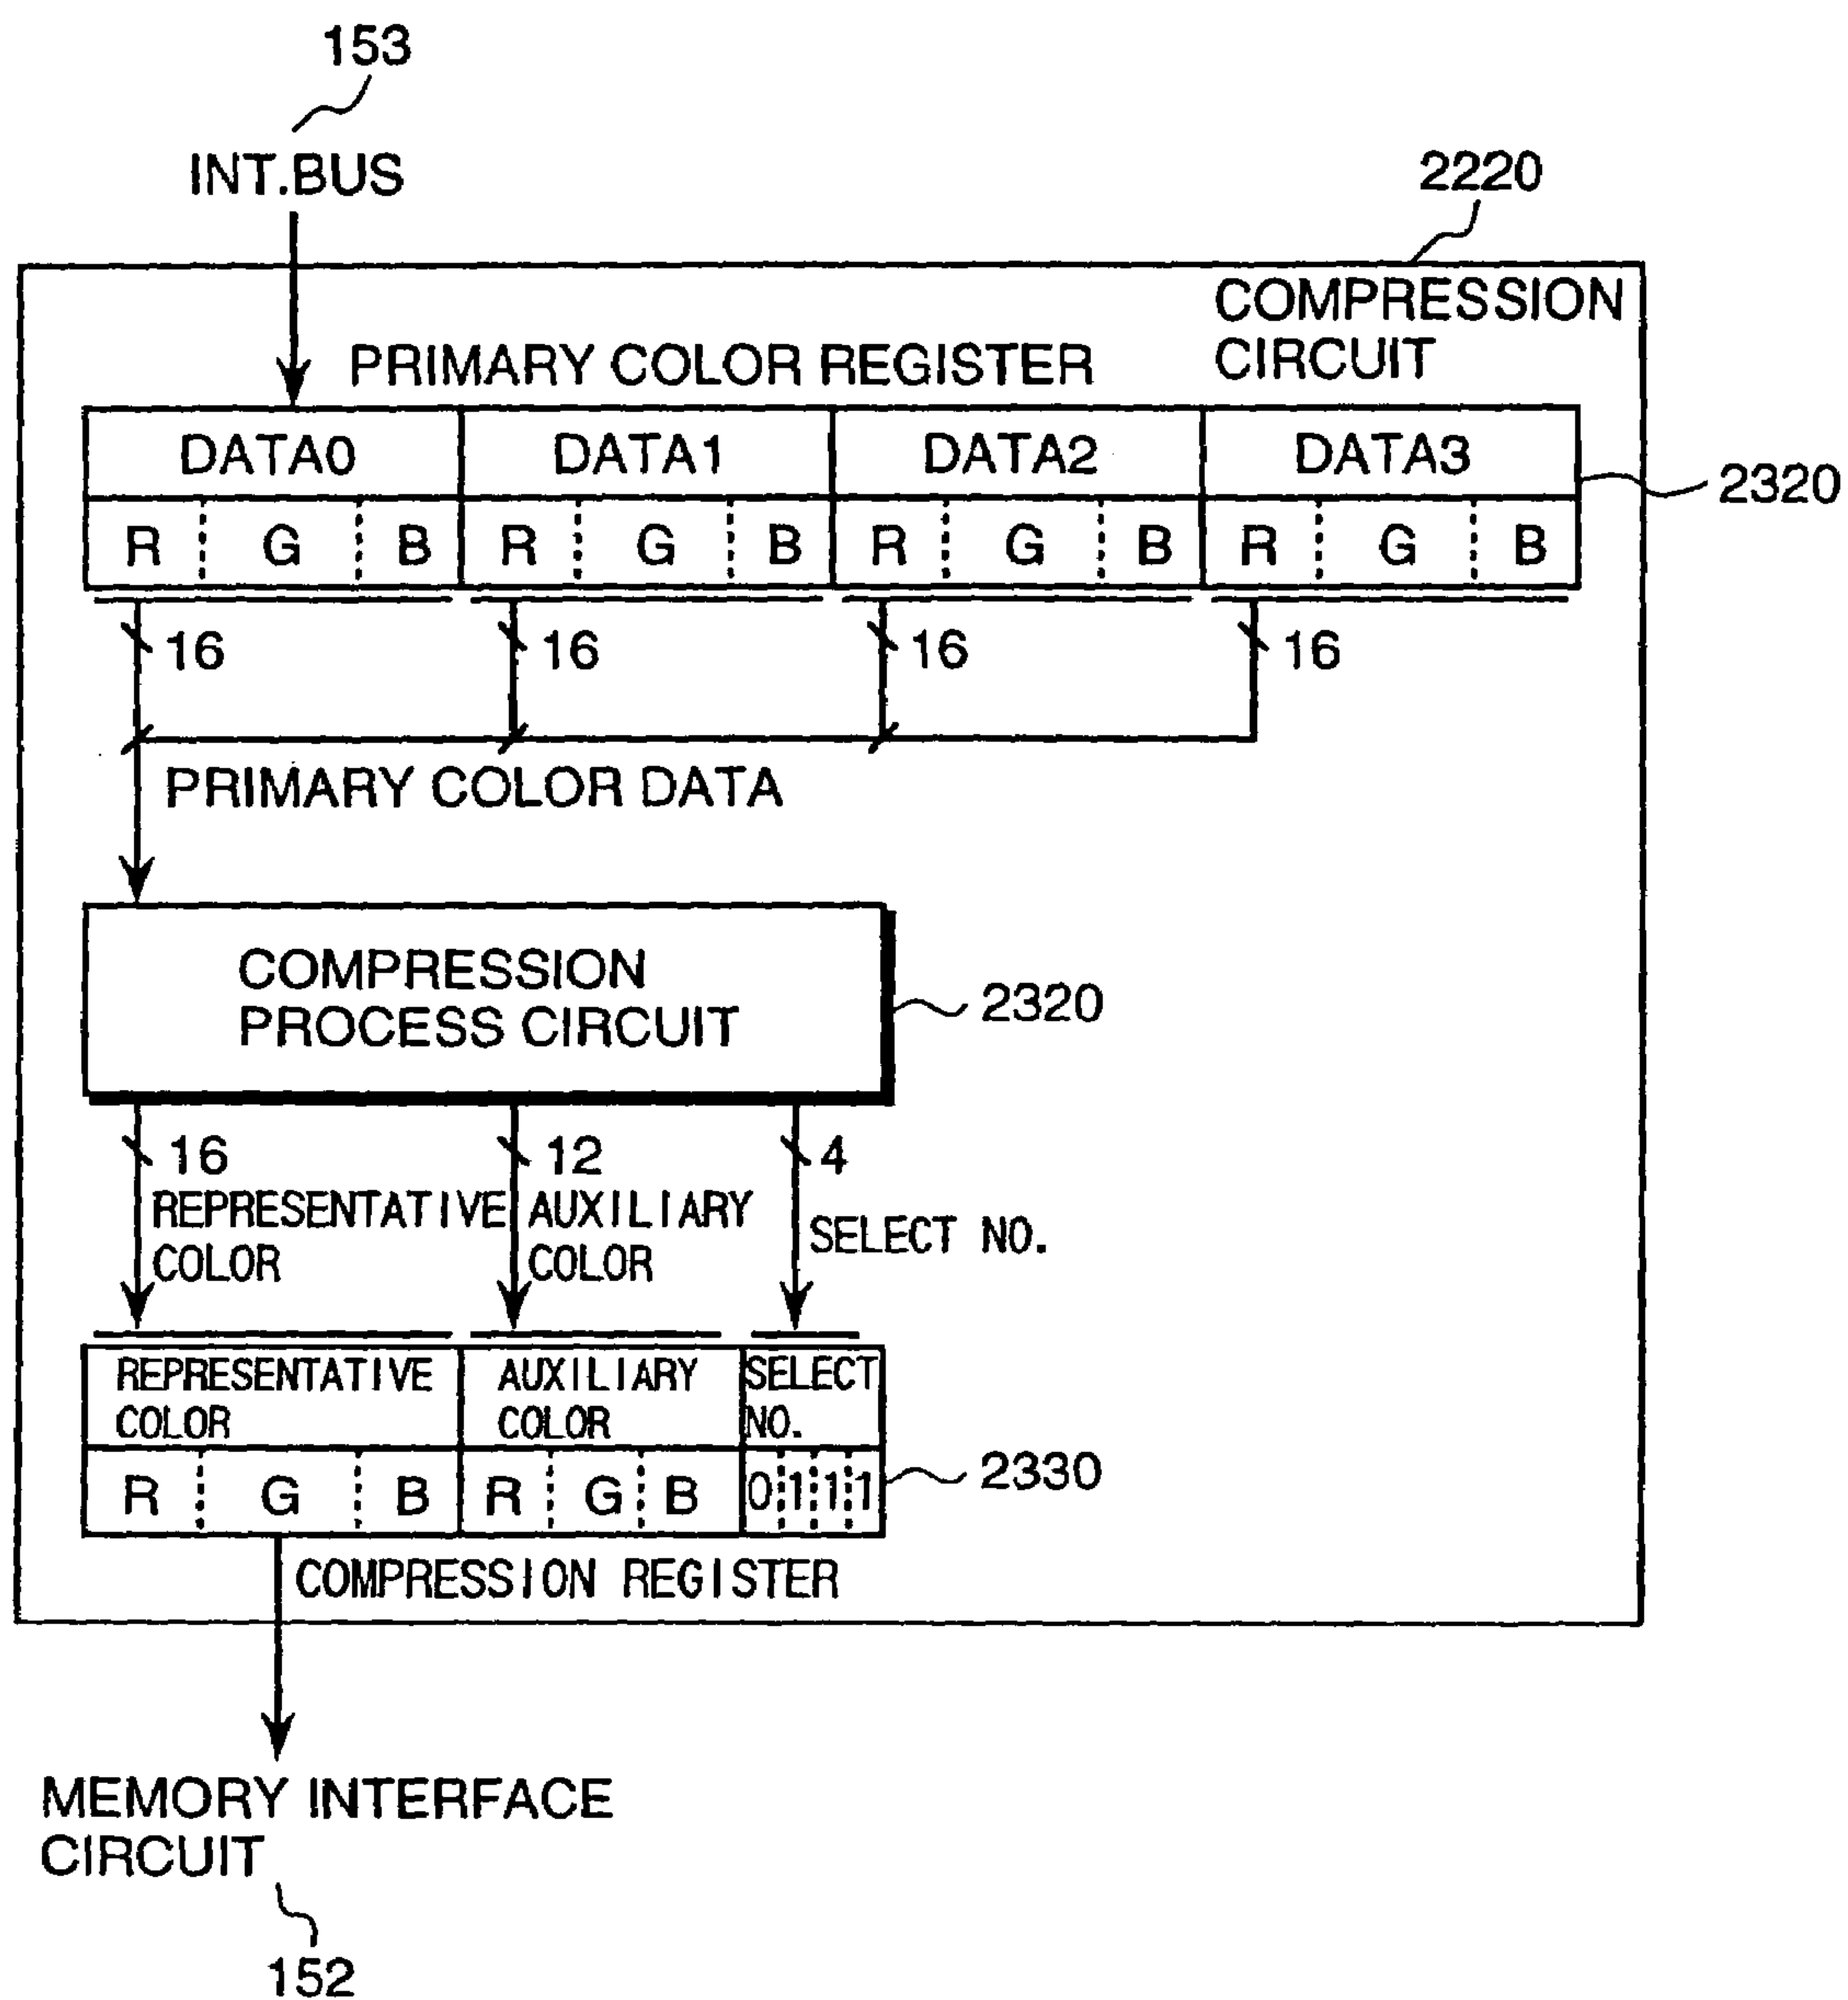 153
INT.BUS
2220
COMPRESSION
CIRCUIT
PRIMARY COLOR REGISTER
DATA0 DATA1 DATA2 DATA3
2320
R G B R G B R G B R G B
16 16 16 16
PRIMARY COLOR DATA
COMPRESSION
PROCESS CIRCUIT
2320
16 12 4
REPRESENTATIVE AUXILIARY
COLOR COLOR
SELECT NO.
REPRESENTATIVE AUXILIARY SELECT
COLOR COLOR NO.
R G B R G B 0 1 1 1
2330
COMPRESSION REGISTER
MEMORY INTERFACE
CIRCUIT
152